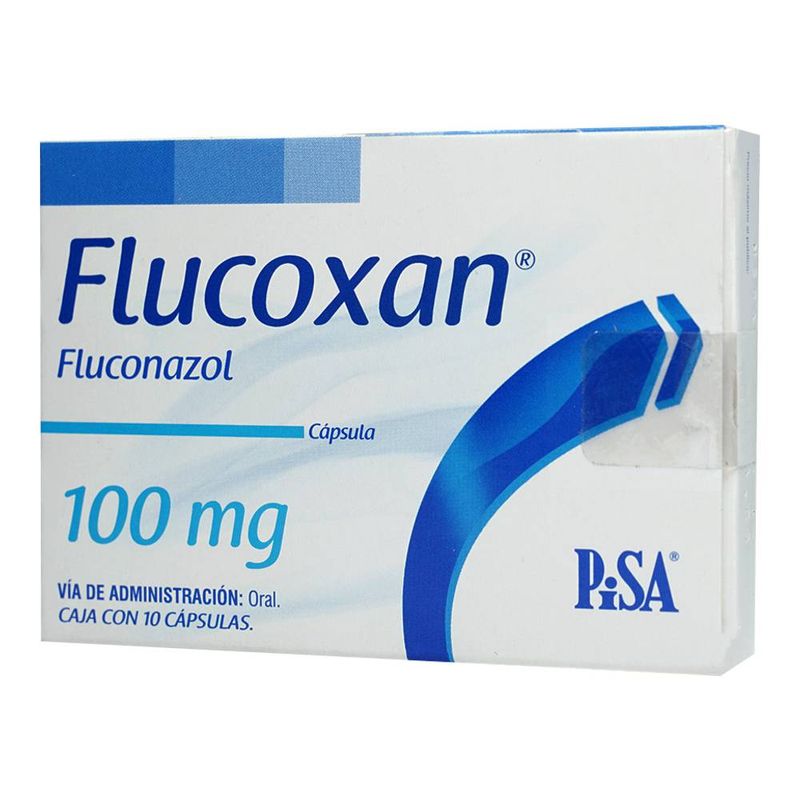 Flucoxan®
Fluconazol
Cápsula
100 mg
VÍA DE ADMINISTRACIÓN: Oral.
CAJA CON 10 CÁPSULAS.
PiSA®